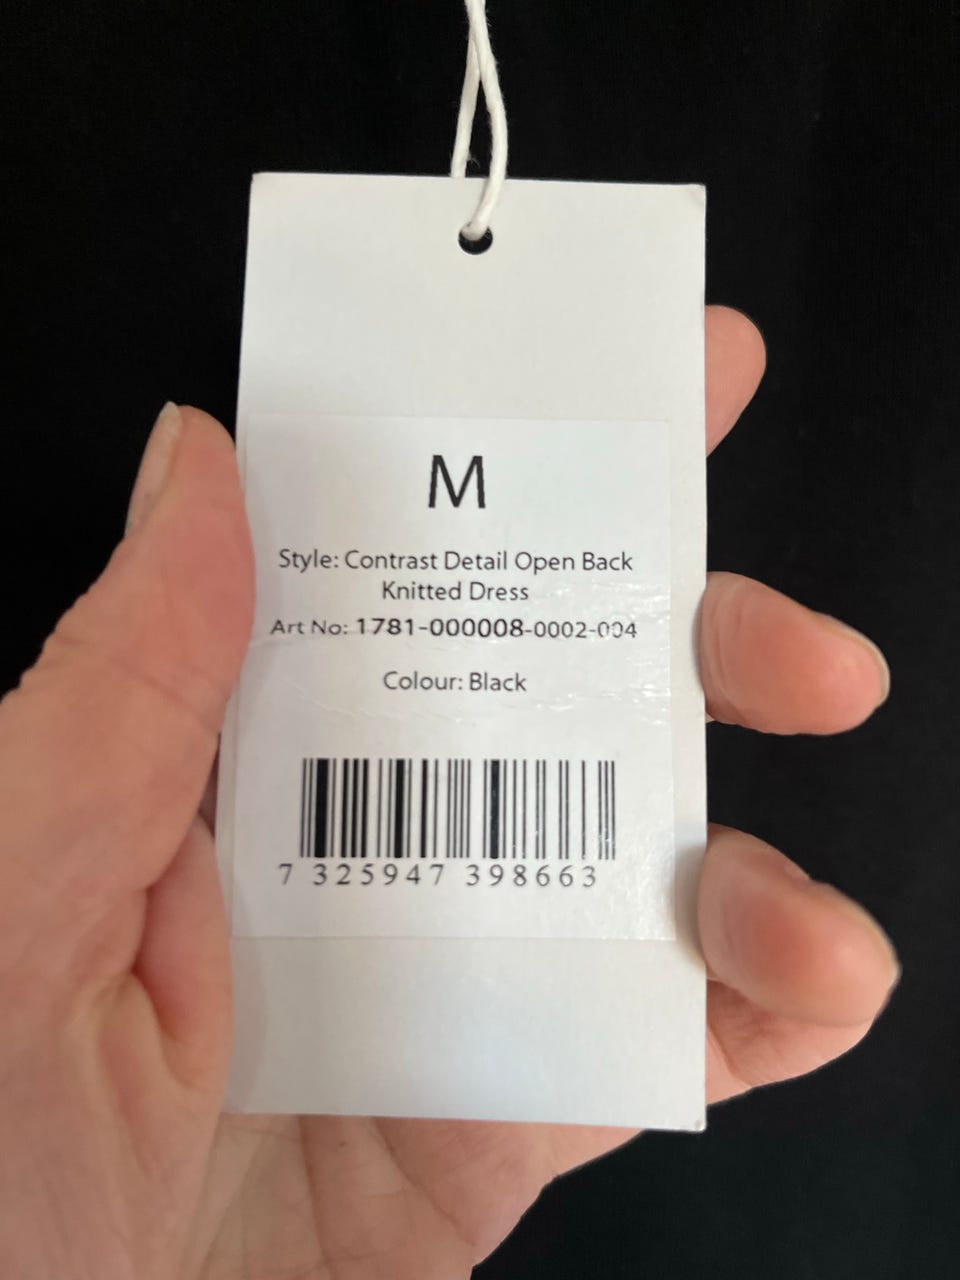 M
Style: Contrast Detail Open Back
Knitted Dress
Art No: 1781-000008-0002-004
Colour: Black
7 325947 398663